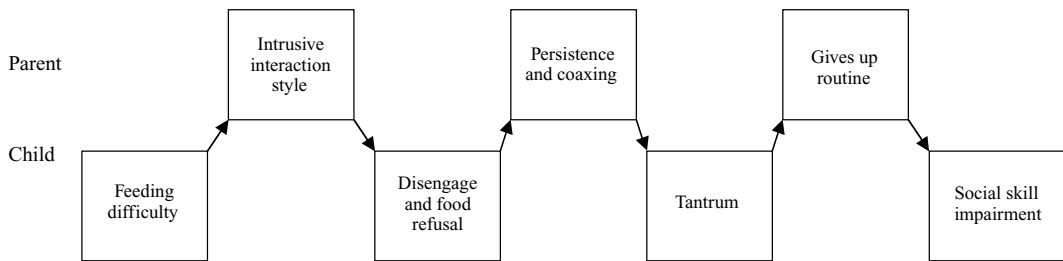 Parent
Child
Feeding
difficulty
Intrusive
interaction
style
Disengage
and food
refusal
Persistence
and coaxing
Tantrum
Gives up
routine
Social skill
impairment